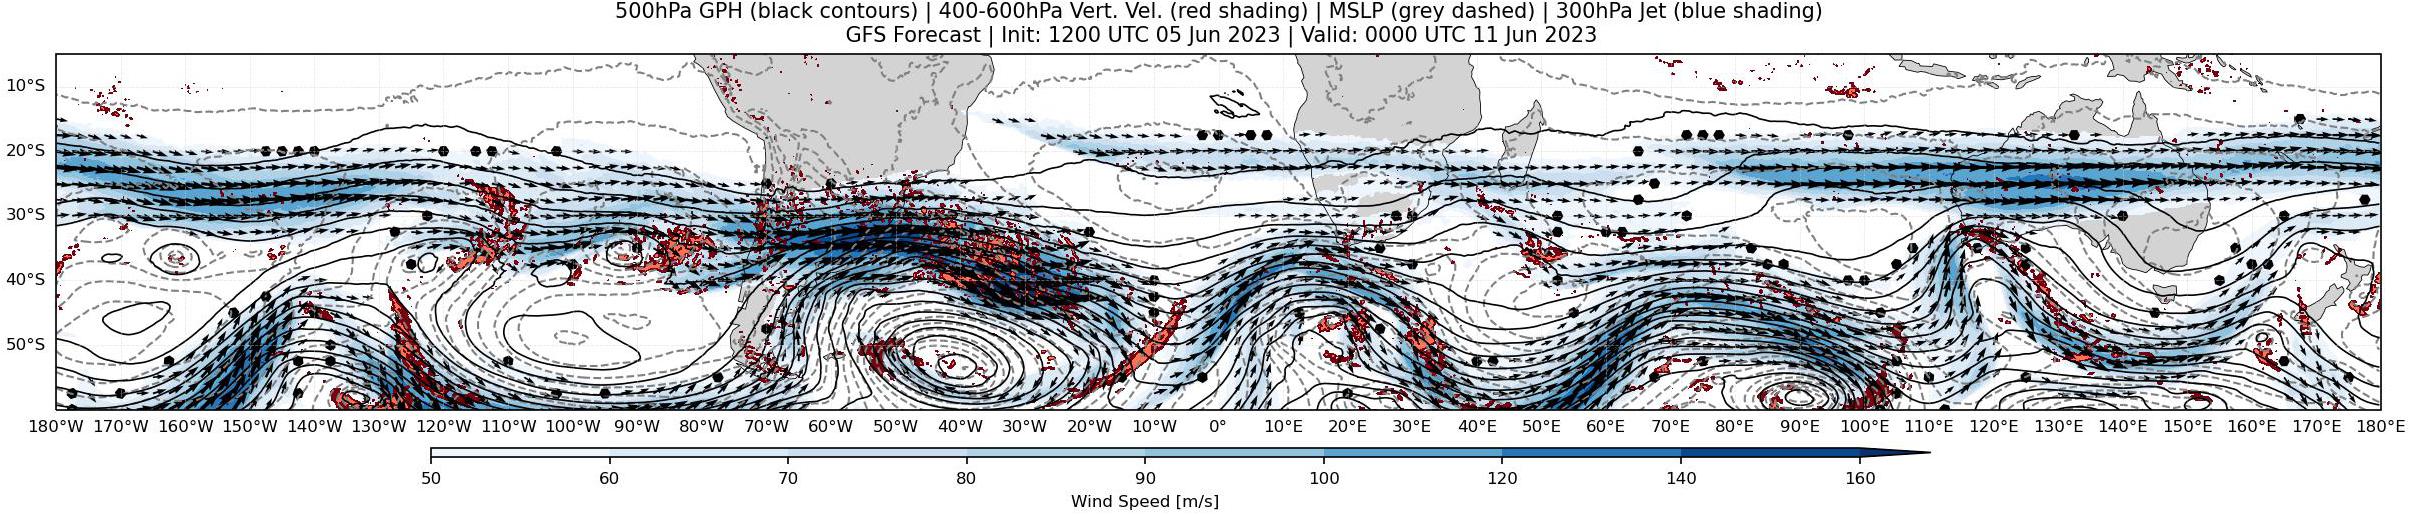 500hPa GPH (black contours) | 400-600hPa Vert. Vel. (red shading) | MSLP (grey dashed) | 300hPa Jet (blue shading)
GFS Forecast | Init: 1200 UTC 05 Jun 2023 | Valid: 0000 UTC 11 Jun 2023
10°S
20°S
30°S
40°S
50°S
180°W 170°W 160°W 150°W 140°W 130°W 120°W 110°W 100°W 90°W 80°W 70°W 60°W 50°W 40°W 30°W 20°W 10°W 0° 10°E 20°E 30°E 40°E 50°E 60°E 70°E 80°E 90°E 100°E 110°E 120°E 130°E 140°E 150°E 160°E 170°E 180°E
50 60 70 80 90 100 120 140 160
Wind Speed [m/s]